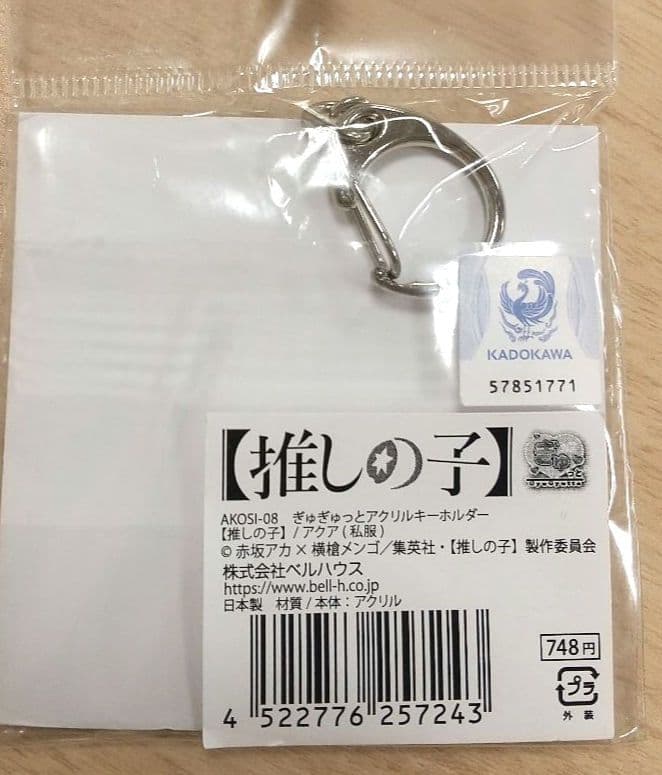 KADOKAWA
57851771
【推しの子】
AKOSI-08　ぎゅぎゅっとアクリルキーホルダー
【推しの子】/ アクア (私服)
© 赤坂アカ × 横槍メンゴ／集英社・【推しの子】製作委員会
株式会社ベルハウス
https://www.bell-h.co.jp
日本製　材質 / 本体 : アクリル
748円
プラ
外装
4 522776 257243